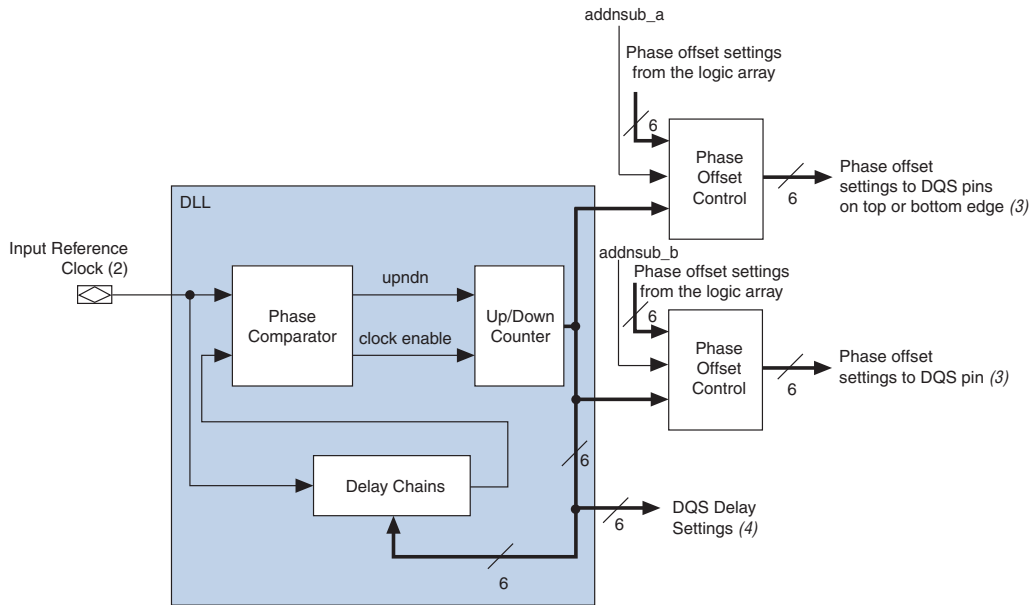 addnsub_a
Phase offset settings
from the logic array
6
Phase
Offset
Control
6
Phase offset
settings to DQS pins
on top or bottom edge (3)
DLL
Input Reference
Clock (2)
Phase
Comparator
upndn
clock enable
Up/Down
Counter
addnsub_b
Phase offset settings
from the logic array
6
Phase
Offset
Control
6
Phase offset
settings to DQS pin (3)
Delay Chains
6
6
6
DQS Delay
Settings (4)